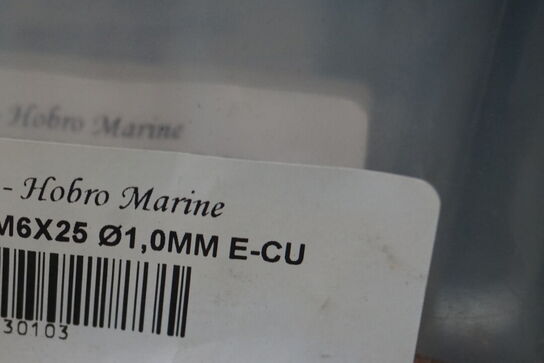 - Hobro Marine
- Hobro Marine
M6X25 Ø1,0MM E-CU
30103